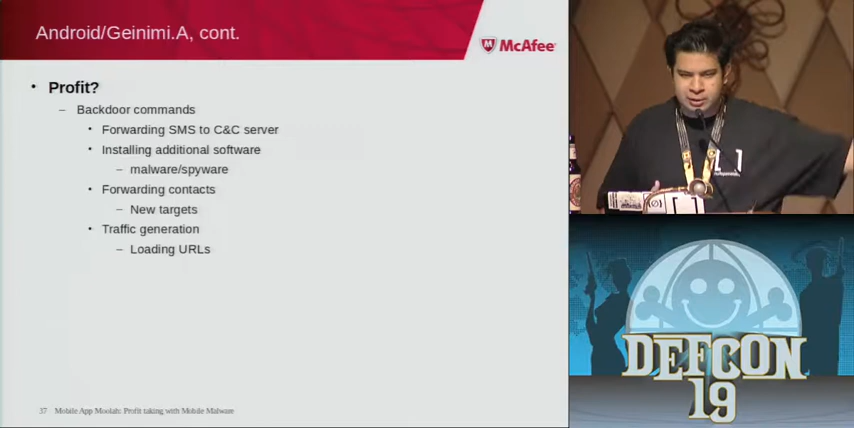 Android/Geinimi.A, cont.
McAfee
• Profit?
– Backdoor commands
• Forwarding SMS to C&C server
• Installing additional software
– malware/spyware
• Forwarding contacts
– New targets
• Traffic generation
– Loading URLs
37 Mobile App Moolah: Profit taking with Mobile Malware
DEFCON
19